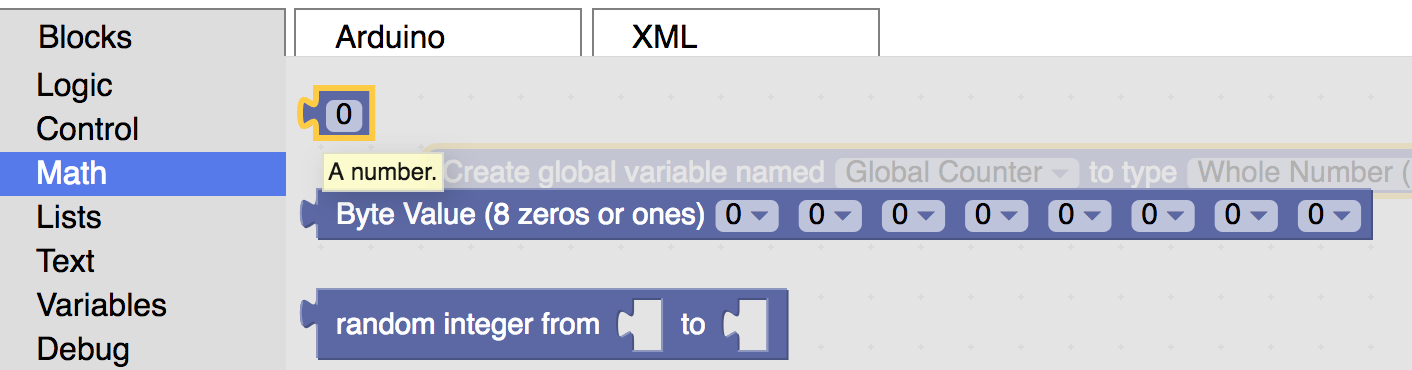 Blocks
Arduino
XML
Logic
Control
Math
Lists
Text
Variables
Debug
0
A number.
Create global variable named Global Counter to type Whole Number (
Byte Value (8 zeros or ones) 0 0 0 0 0 0 0 0
random integer from to